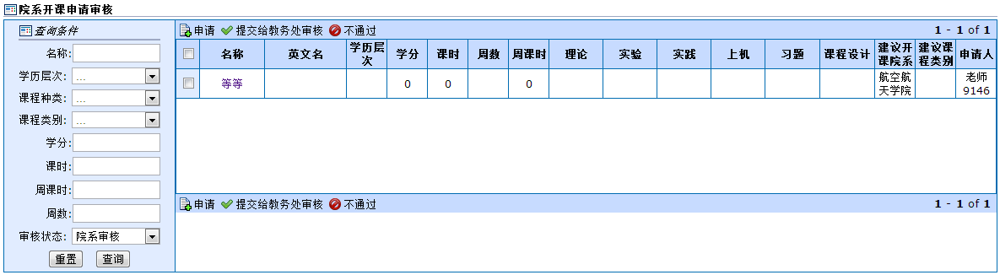 院系开课申请审核
查询条件
名称:
学历层次: ...
课程种类: ...
课程类别: ...
学分:
课时:
周课时:
周数:
审核状态: 院系审核
重置 查询
申请 提交给教务处审核 不通过 1 - 1 of 1
名称 英文名 学历层次 学分 课时 周数 周课时 理论 实验 实践 上机 习题 课程设计 建议开课院系 建议课程类别 申请人
等等 0 0 0 航空航天学院 老师9146
申请 提交给教务处审核 不通过 1 - 1 of 1